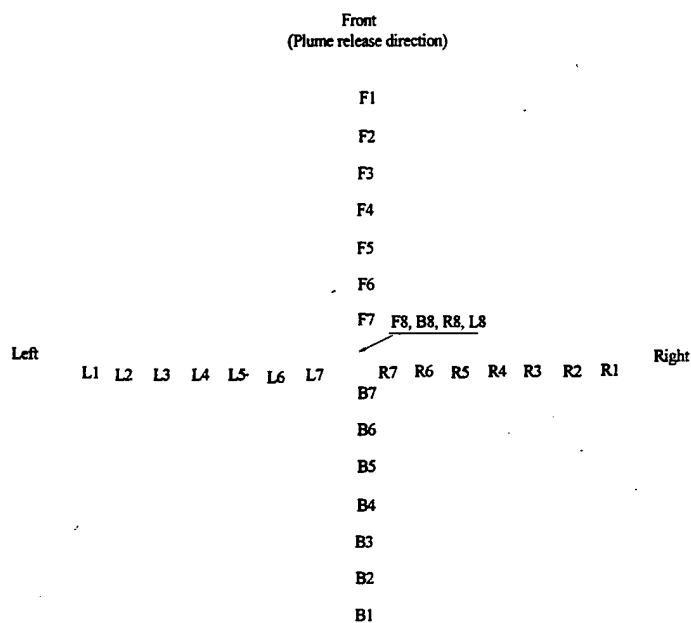 Front
(Plume release direction)
F1
F2
F3
F4
F5
F6
F7 F8, B8, R8, L8
Left Right
L1 L2 L3 L4 L5 L6 L7 R7 R6 R5 R4 R3 R2 R1
B7
B6
B5
B4
B3
B2
B1